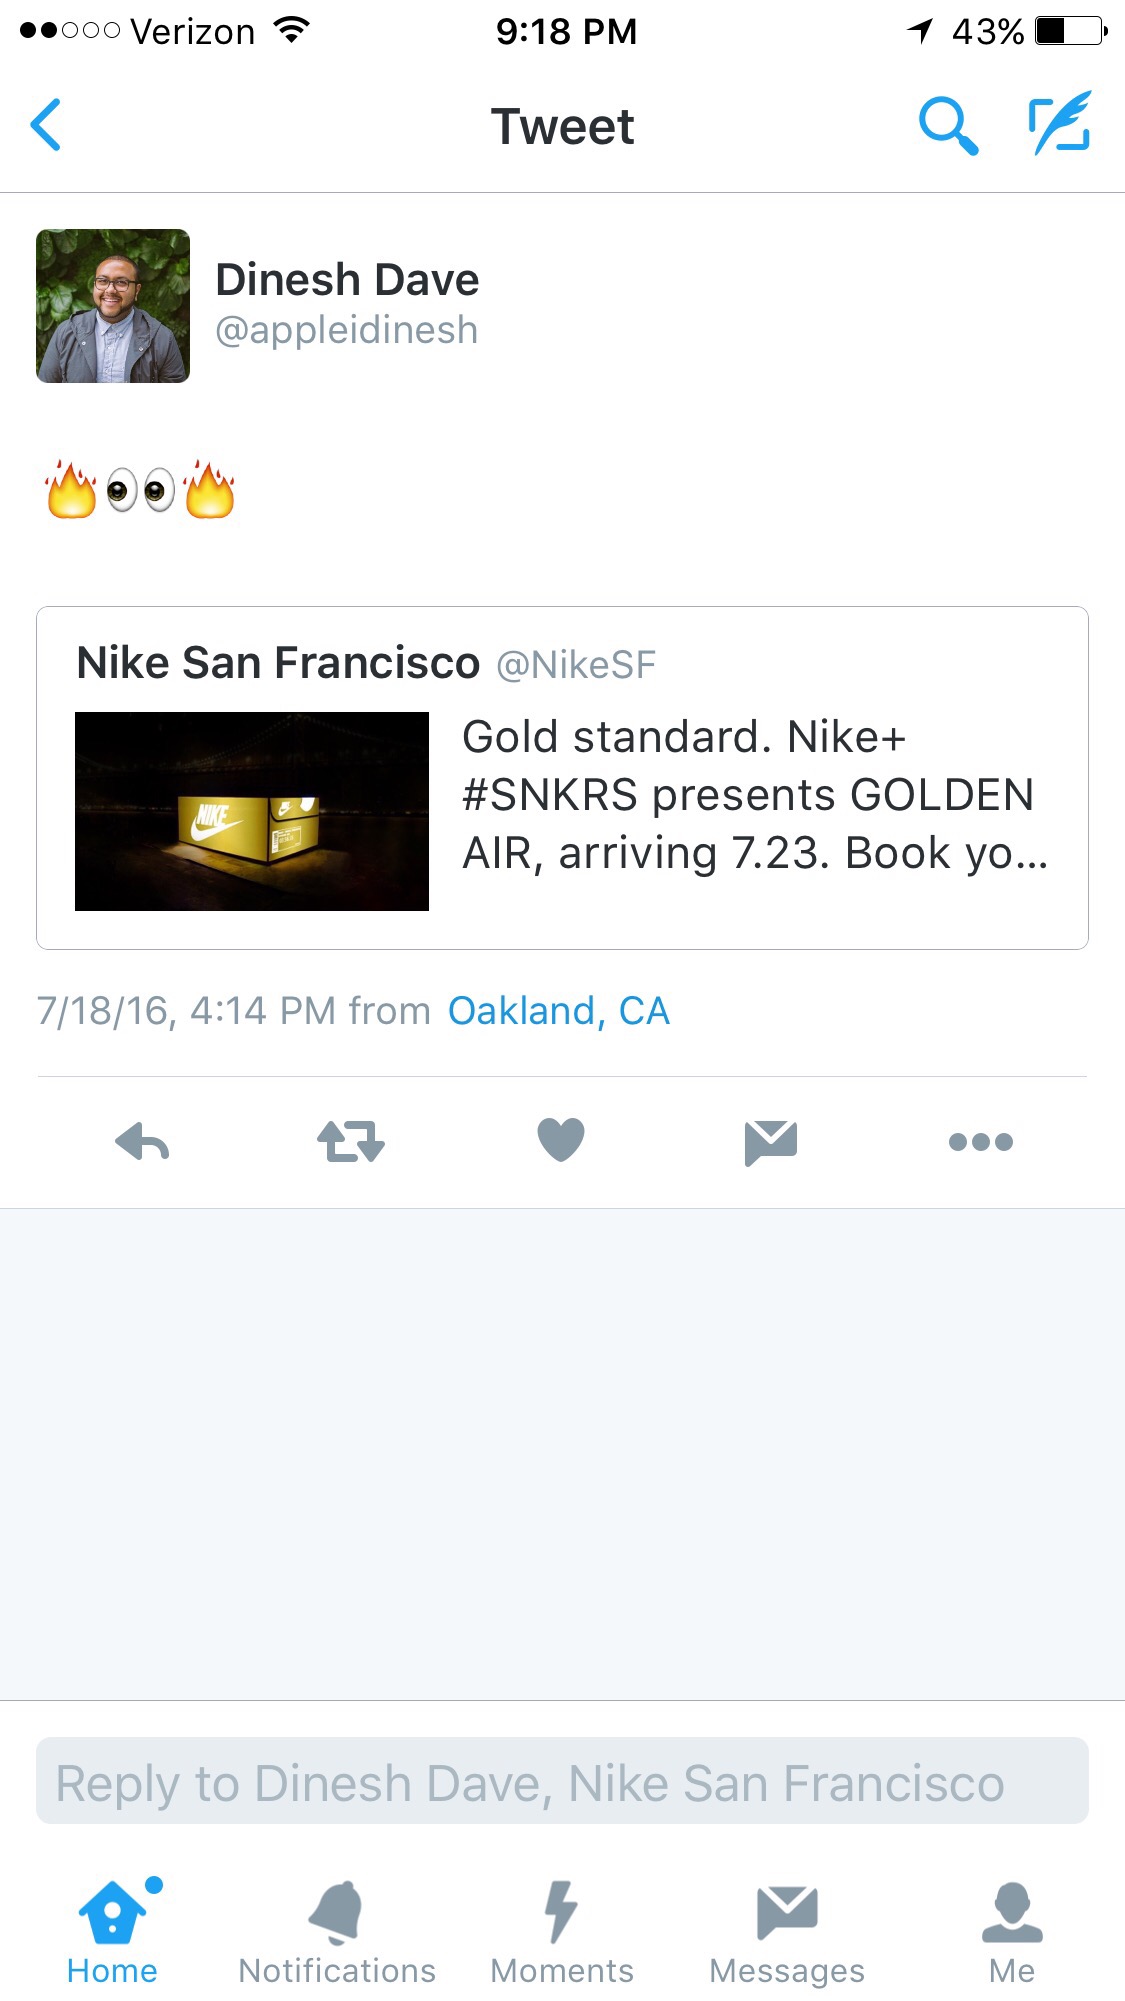 Verizon 9:18 PM 43%
Tweet
Dinesh Dave
@appleidinesh
🔥👀🔥
Nike San Francisco @NikeSF
NIKE
Gold standard. Nike+
#SNKRS presents GOLDEN
AIR, arriving 7.23. Book yo...
7/18/16, 4:14 PM from Oakland, CA
Reply to Dinesh Dave, Nike San Francisco
Home Notifications Moments Messages Me